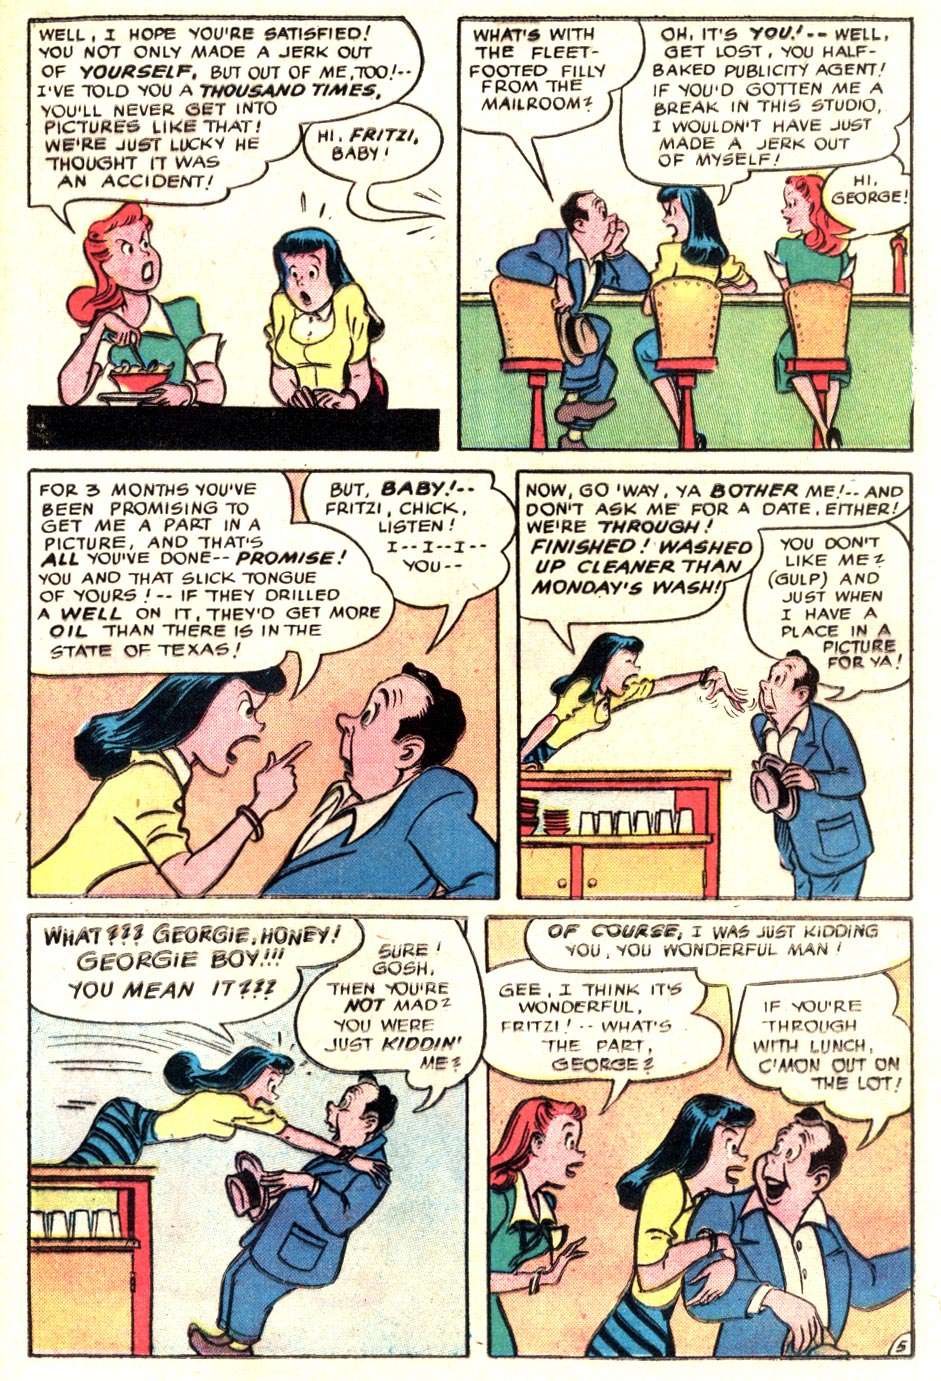 WELL, I HOPE YOU'RE SATISFIED!
YOU NOT ONLY MADE A JERK OUT
OF YOURSELF, BUT OUT OF ME, TOO!--
I'VE TOLD YOU A THOUSAND TIMES,
YOU'LL NEVER GET INTO
PICTURES LIKE THAT!
WE'RE JUST LUCKY HE
THOUGHT IT WAS
AN ACCIDENT!
HI, FRITZI,
BABY!
WHAT'S WITH
THE FLEET-
FOOTED FILLY
FROM THE
MAILROOM?
OH, IT'S YOU!-- WELL,
GET LOST, YOU HALF-
BAKED PUBLICITY AGENT!
IF YOU'D GOTTEN ME A
BREAK IN THIS STUDIO,
I WOULDN'T HAVE JUST
MADE A JERK OUT
OF MYSELF!
HI,
GEORGE!
FOR 3 MONTHS YOU'VE
BEEN PROMISING TO
GET ME A PART IN A
PICTURE, AND THAT'S
ALL YOU'VE DONE-- PROMISE!
YOU AND THAT SLICK TONGUE
OF YOURS!-- IF THEY DRILLED
A WELL ON IT, THEY'D GET MORE
OIL THAN THERE IS IN THE
STATE OF TEXAS!
BUT, BABY!--
FRITZI, CHICK,
LISTEN!
I--I--I--
YOU--
NOW, GO 'WAY, YA BOTHER ME!-- AND
DON'T ASK ME FOR A DATE, EITHER!
WE'RE THROUGH!
FINISHED! WASHED
UP CLEANER THAN
MONDAY'S WASH!
YOU DON'T
LIKE ME?
(GULP) AND
JUST WHEN
I HAVE A
PLACE IN A
PICTURE
FOR YA!
WHAT??? GEORGIE, HONEY!
GEORGIE BOY!!!
YOU MEAN IT???
SURE!
GOSH,
THEN YOU'RE
NOT MAD?
YOU WERE
JUST KIDDIN'
ME?
OF COURSE, I WAS JUST KIDDING
YOU, YOU WONDERFUL MAN!
GEE, I THINK IT'S
WONDERFUL,
FRITZI!-- WHAT'S
THE PART,
GEORGE?
IF YOU'RE
THROUGH
WITH LUNCH,
C'MON OUT ON
THE LOT!
5